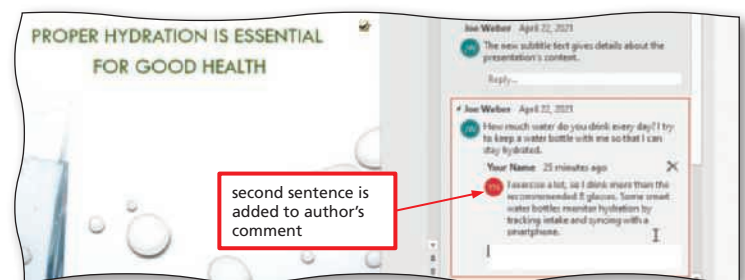 PROPER HYDRATION IS ESSENTIAL
FOR GOOD HEALTH
Joe Weber April 22, 2021
JW
The new subtitle text gives details about the
presentation's content.
Reply...
Joe Weber April 22, 2021
JW
How much water do you drink every day? I try
to keep a water bottle with me so that I can
stay hydrated.
Your Name 25 minutes ago
YN
I exercise a lot, so I drink more than the
recommended 8 glasses. Some smart
water bottles monitor hydration by
tracking intake and syncing with a
smartphone.
second sentence is
added to author's
comment